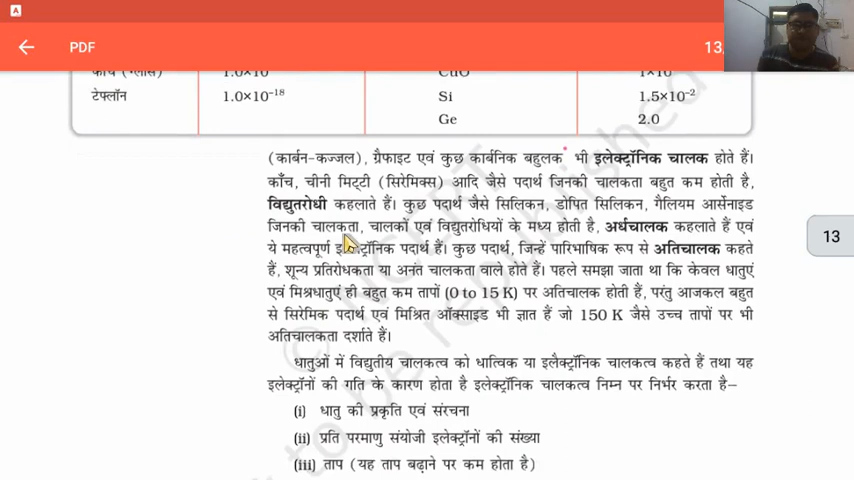 A
PDF
13
काँच (ग्लास) CuO
टेफ्लॉन 1.0×10⁻¹⁸ Si 1.5×10⁻²
Ge 2.0
(कार्बन-कज्जल), ग्रैफाइट एवं कुछ कार्बनिक बहुलक* भी इलेक्ट्रॉनिक चालक होते हैं।
काँच, चीनी मिट्टी (सिरेमिक्स) आदि जैसे पदार्थ जिनकी चालकता बहुत कम होती है,
विद्युतरोधी कहलाते हैं। कुछ पदार्थ जैसे सिलिकन, डोपित सिलिकन, गैलियम आर्सेनाइड
जिनकी चालकता, चालकों एवं विद्युतरोधियों के मध्य होती है, अर्धचालक कहलाते हैं एवं
ये महत्वपूर्ण इलेक्ट्रॉनिक पदार्थ हैं। कुछ पदार्थ, जिन्हें पारिभाषिक रूप से अतिचालक कहते
हैं, शून्य प्रतिरोधकता या अनंत चालकता वाले होते हैं। पहले समझा जाता था कि केवल धातुएं
एवं मिश्रधातुएं ही बहुत कम तापों (0 to 15 K) पर अतिचालक होती हैं, परंतु आजकल बहुत
से सिरेमिक पदार्थ एवं मिश्रित ऑक्साइड भी ज्ञात हैं जो 150 K जैसे उच्च तापों पर भी
अतिचालकता दर्शाते हैं।
13
धातुओं में विद्युतीय चालकत्व को धात्विक या इलैक्ट्रॉनिक चालकत्व कहते हैं तथा यह
इलेक्ट्रॉनों की गति के कारण होता है इलेक्ट्रॉनिक चालकत्व निम्न पर निर्भर करता है–
(i) धातु की प्रकृति एवं संरचना
(ii) प्रति परमाणु संयोजी इलेक्ट्रॉनों की संख्या
(iii) ताप (यह ताप बढ़ाने पर कम होता है)
© NCERT
to be republished